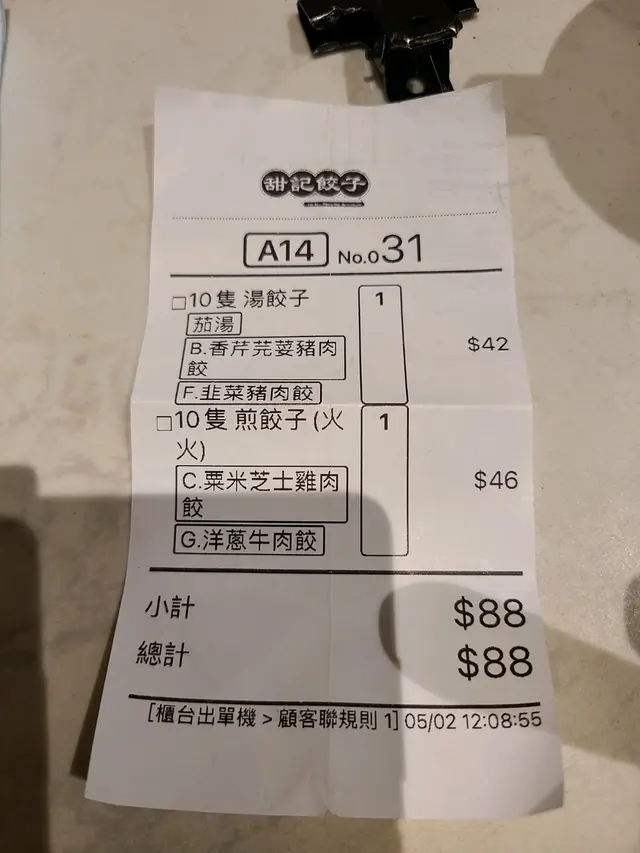 甜記餃子
A14 No.031
□10隻 湯餃子 1
茄湯
B.香芹芫荽豬肉
餃
$42
F.韭菜豬肉餃
□10隻 煎餃子(火 1
火)
C.粟米芝士雞肉
餃
$46
G.洋蔥牛肉餃
小計 $88
總計 $88
[櫃台出單機 > 顧客聯規則 1] 05/02 12:08:55